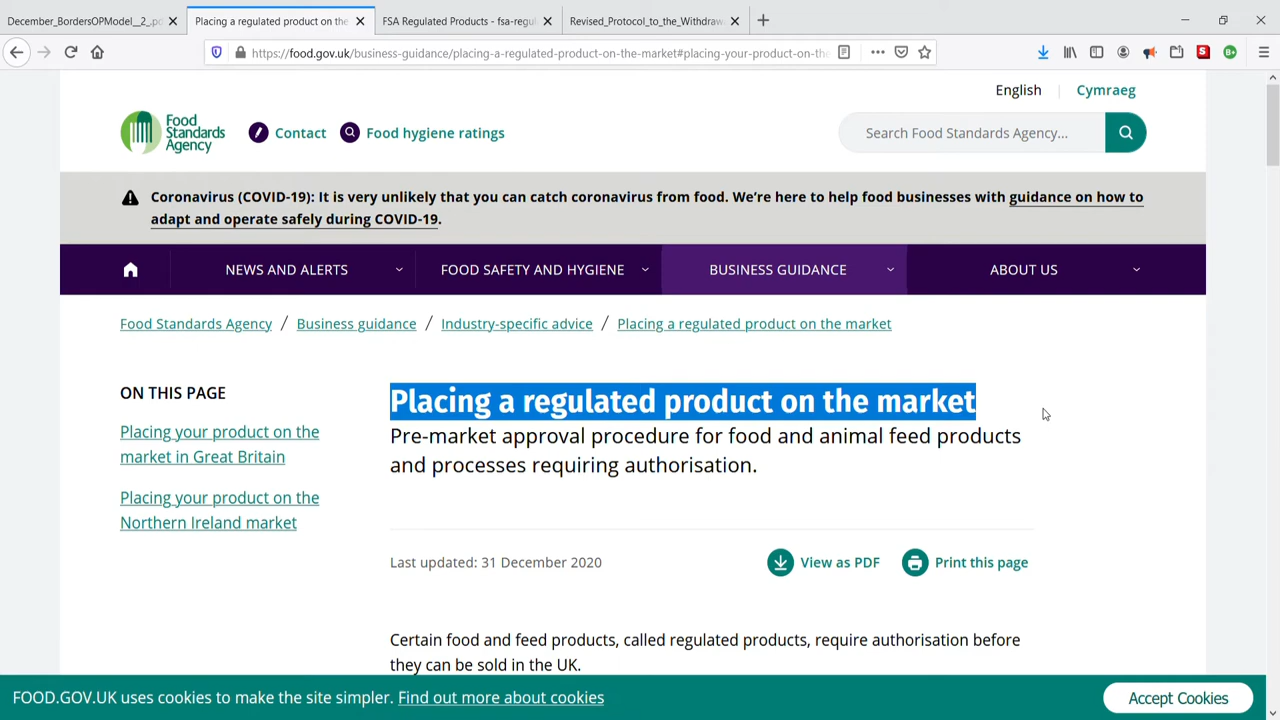 December_BordersOPModel__2_.pd
Placing a regulated product on the
FSA Regulated Products - fsa-regul
Revised_Protocol_to_the_Withdraw
https://food.gov.uk/business-guidance/placing-a-regulated-product-on-the-market#placing-your-product-on-the-
English
Cymraeg
Food
Standards
Agency
Contact
Food hygiene ratings
Search Food Standards Agency...
Coronavirus (COVID-19): It is very unlikely that you can catch coronavirus from food. We’re here to help food businesses with guidance on how to
adapt and operate safely during COVID-19.
NEWS AND ALERTS
FOOD SAFETY AND HYGIENE
BUSINESS GUIDANCE
ABOUT US
Food Standards Agency / Business guidance / Industry-specific advice / Placing a regulated product on the market
ON THIS PAGE
Placing your product on the
market in Great Britain
Placing your product on the
Northern Ireland market
Placing a regulated product on the market
Pre-market approval procedure for food and animal feed products
and processes requiring authorisation.
Last updated: 31 December 2020
View as PDF
Print this page
Certain food and feed products, called regulated products, require authorisation before
they can be sold in the UK.
FOOD.GOV.UK uses cookies to make the site simpler. Find out more about cookies
Accept Cookies